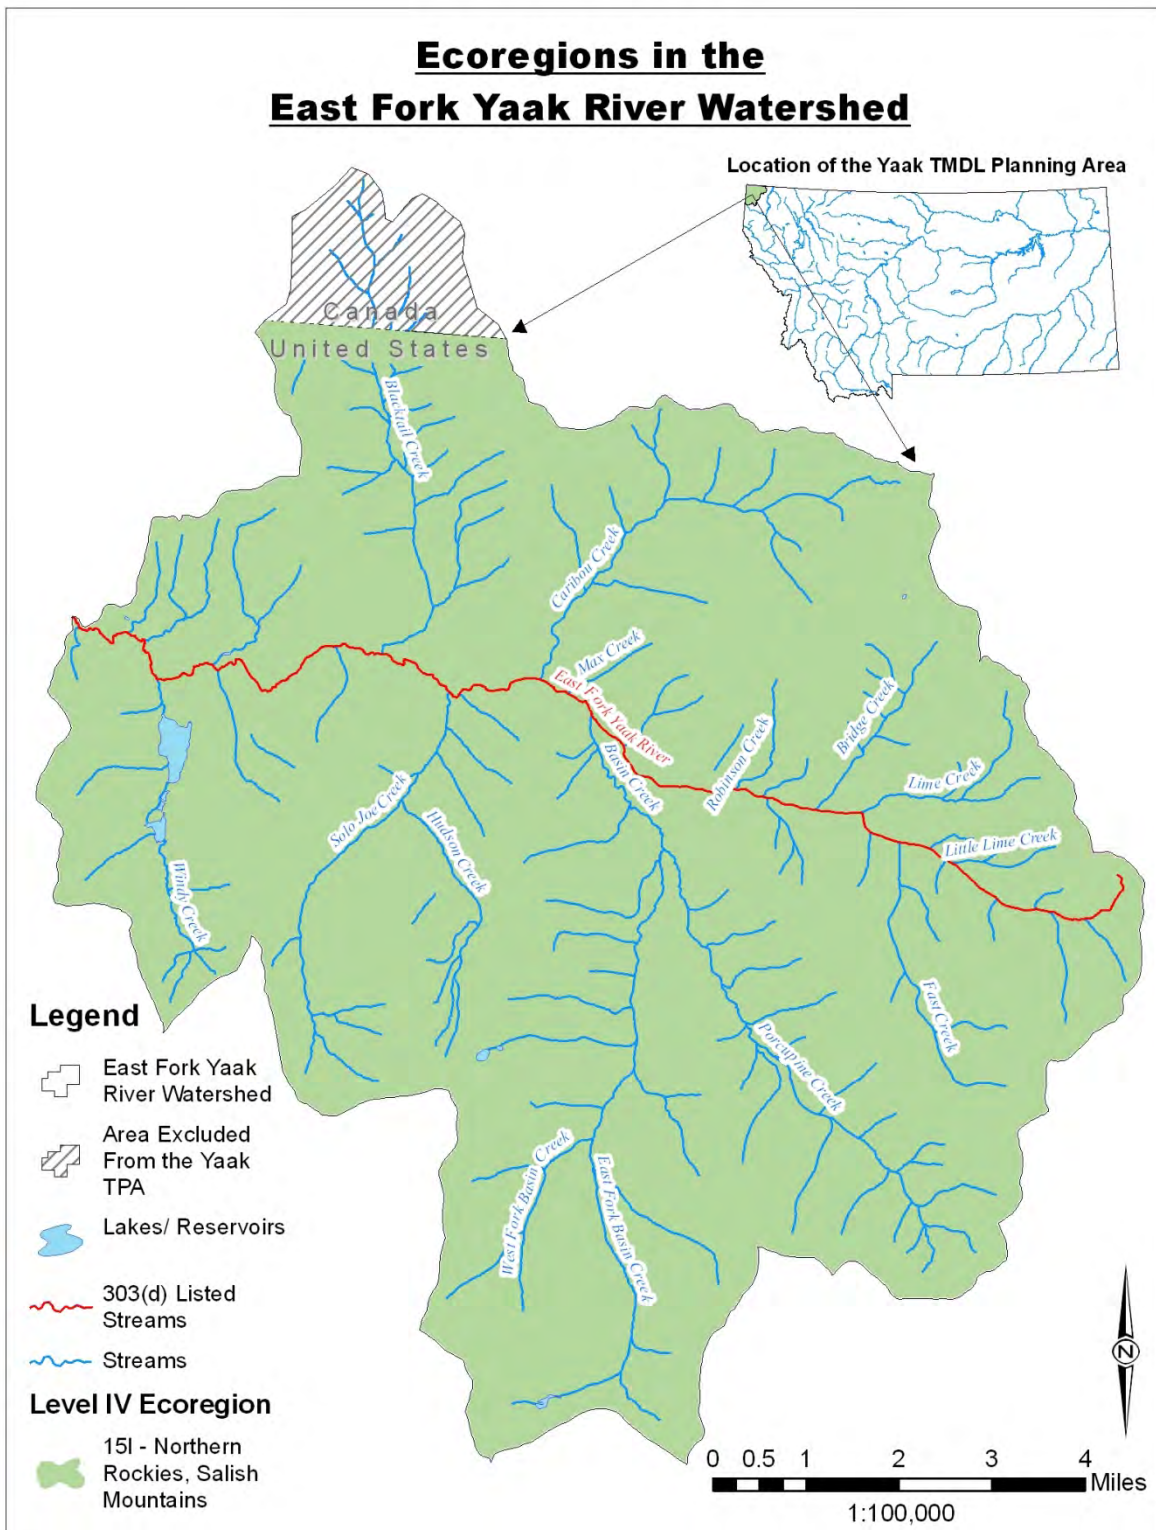 Ecoregions in the
East Fork Yaak River Watershed
Location of the Yaak TMDL Planning Area
Canada
United States
Blacktail Creek
Caribou Creek
Max Creek
East Fork Yaak River
Basin Creek
Robinson Creek
Bridge Creek
Lime Creek
Little Lime Creek
Solo Joe Creek
Hudson Creek
Windy Creek
East Creek
Porcupine Creek
West Fork Basin Creek
East Fork Basin Creek
Legend
East Fork Yaak
River Watershed
Area Excluded
From the Yaak
TPA
Lakes/ Reservoirs
303(d) Listed
Streams
Streams
Level IV Ecoregion
15l - Northern
Rockies, Salish
Mountains
N
0 0.5 1 2 3 4
Miles
1:100,000